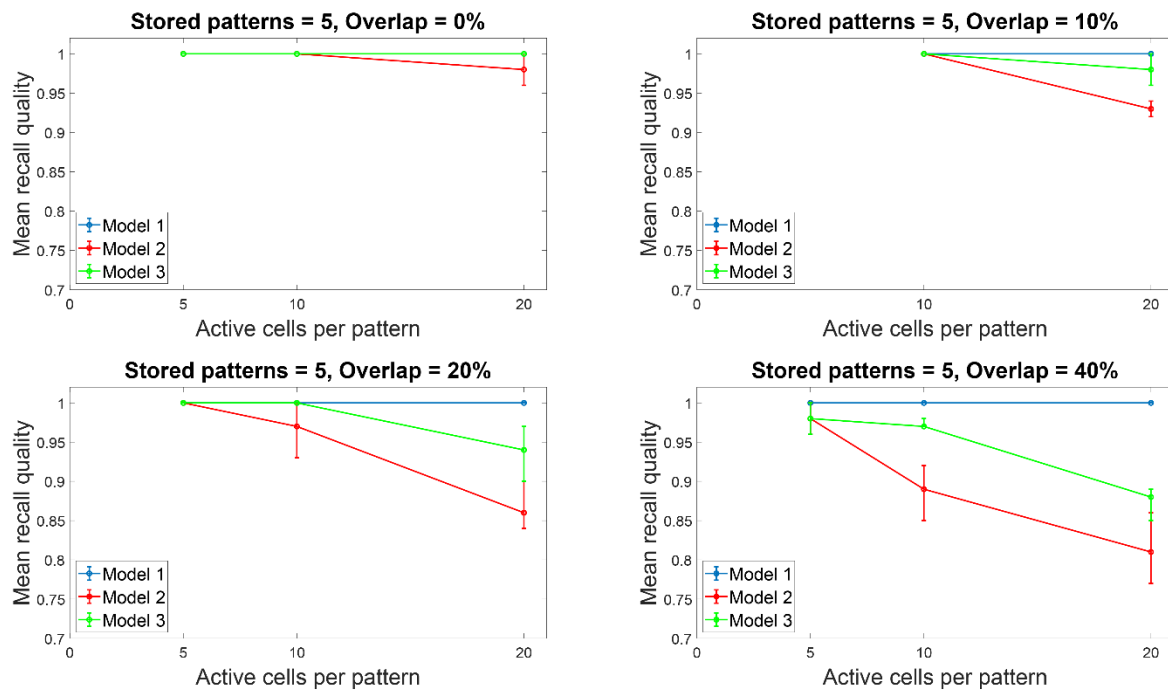 Stored patterns = 5, Overlap = 0%
Mean recall quality
1
0.95
0.9
0.85
0.8
0.75
0.7
Model 1
Model 2
Model 3
0 5 10 20
Active cells per pattern
Stored patterns = 5, Overlap = 10%
Mean recall quality
1
0.95
0.9
0.85
0.8
0.75
0.7
Model 1
Model 2
Model 3
0 10 20
Active cells per pattern
Stored patterns = 5, Overlap = 20%
Mean recall quality
1
0.95
0.9
0.85
0.8
0.75
0.7
Model 1
Model 2
Model 3
0 5 10 20
Active cells per pattern
Stored patterns = 5, Overlap = 40%
Mean recall quality
1
0.95
0.9
0.85
0.8
0.75
0.7
Model 1
Model 2
Model 3
0 5 10 20
Active cells per pattern